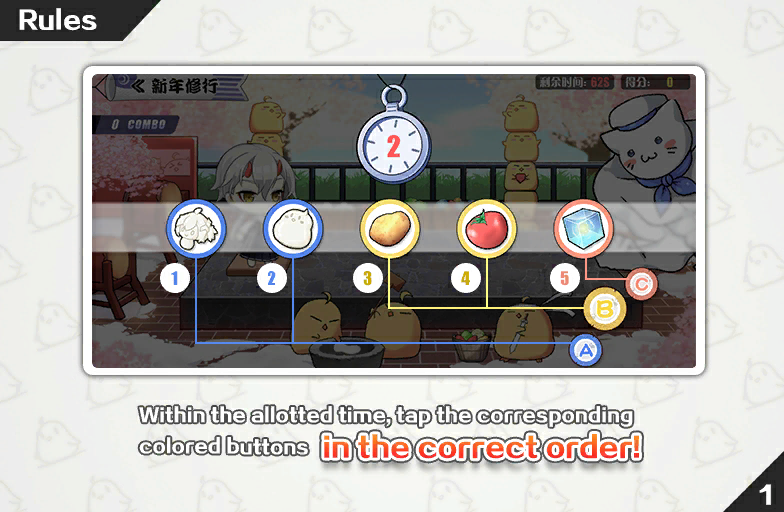 Rules
新年修行
剩余时间: 62S
得分: 0
0 COMBO
2
1
2
3
4
5
C
B
A
Within the allotted time, tap the corresponding
colored buttons in the correct order!
1